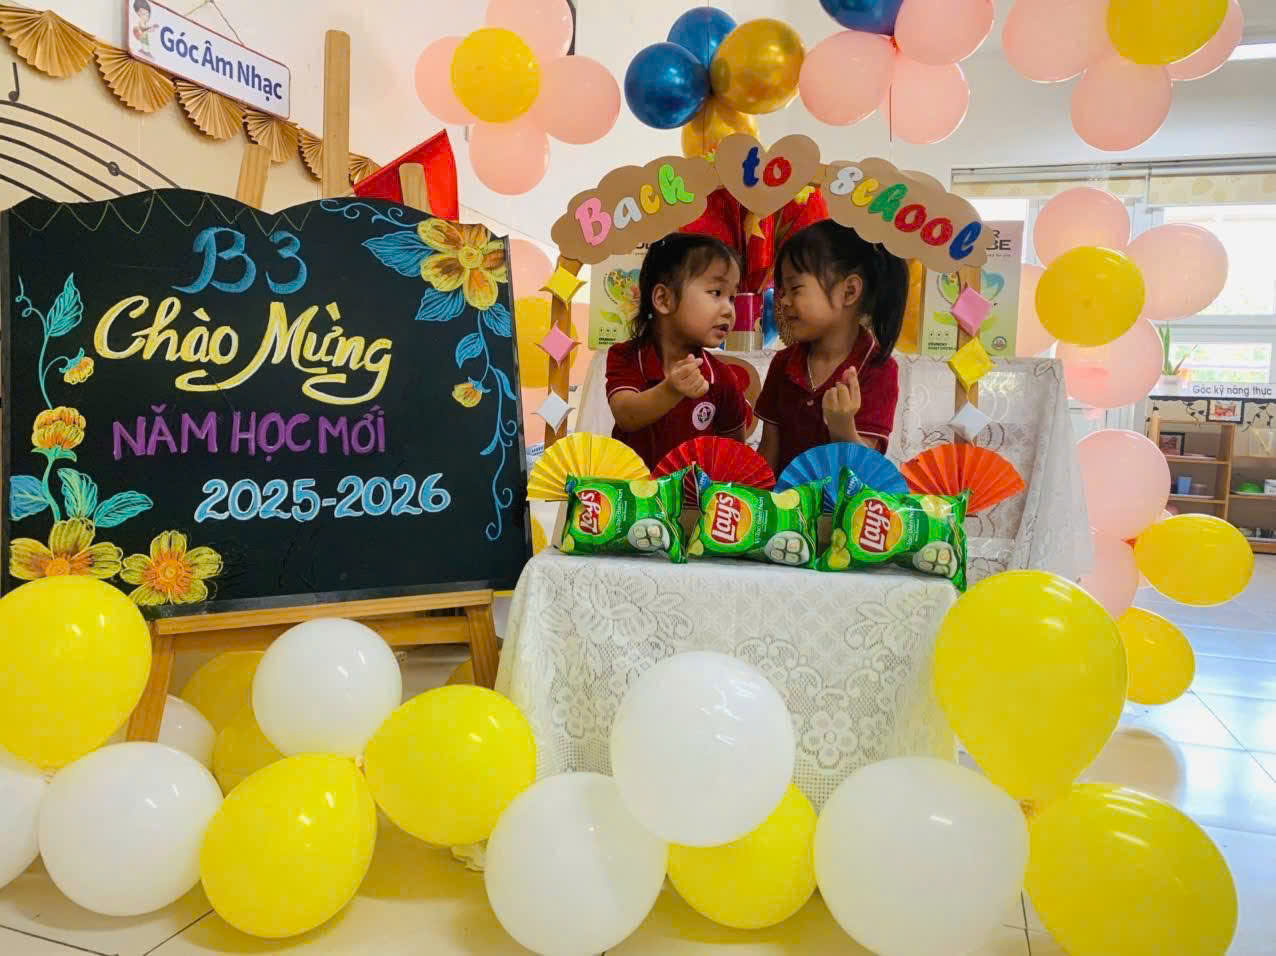 Góc Âm Nhạc
B3
Chào Mừng
NĂM HỌC MỚI
2025-2026
Back to school
Góc kỹ năng thực
Lay's
Lay's
Lay's